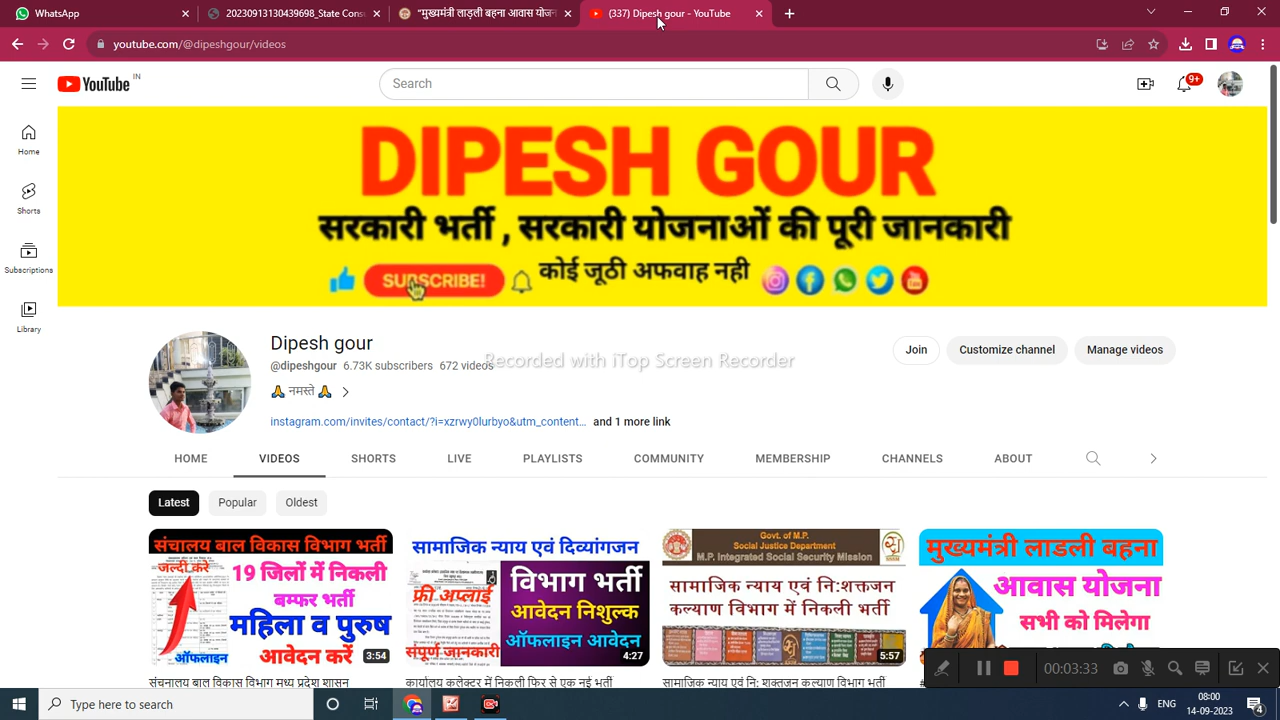 WhatsApp
20230913130439698_State Cons
"मुख्यमंत्री लाड़ली बहना आवास योजन
(337) Dipesh gour - YouTube
youtube.com/@dipeshgour/videos
YouTube IN
Search
9+
Home
Shorts
Subscriptions
Library
DIPESH GOUR
सरकारी भर्ती , सरकारी योजनाओं की पूरी जानकारी
SUBSCRIBE!
कोई जूठी अफवाह नही
Dipesh gour
@dipeshgour 6.73K subscribers 672 videos
Recorded with iTop Screen Recorder
Join
Customize channel
Manage videos
🙏 नमस्ते 🙏
instagram.com/invites/contact/?i=xzrwy0lurbyo&utm_content… and 1 more link
HOME
VIDEOS
SHORTS
LIVE
PLAYLISTS
COMMUNITY
MEMBERSHIP
CHANNELS
ABOUT
Latest
Popular
Oldest
संचालय बाल विकास विभाग भर्ती
जल्दी करे
19 जिलों में निकली
बम्फर भर्ती
महिला व पुरुष
ऑफलाइन
आवेदन करें
3:54
सामाजिक न्याय एवं दिव्यांगजन
फ्री अप्लाई
विभाग भर्ती
आवेदन निशुल्क
संपूर्ण जानकारी
ऑफलाइन आवेदन
4:27
Govt. of M.P.
Social Justice Department
M.P. Integrated Social Security Mission
सामाजिक न्याय एवं नि:शक्तजन
कल्याण विभाग में निकली भर्ती
5:57
मुख्यमंत्री लाडली बहना
आवास योजना
सभी को मिलेगा
संचालय बाल विकास विभाग मध्य प्रदेश शासन
कार्यालय कलेक्टर में निकली फिर से एक नई भर्ती
सामाजिक न्याय एवं नि: शक्तजन कल्याण विभाग भर्ती
00:03:33
Type here to search
ENG
08:00
14-09-2023
4